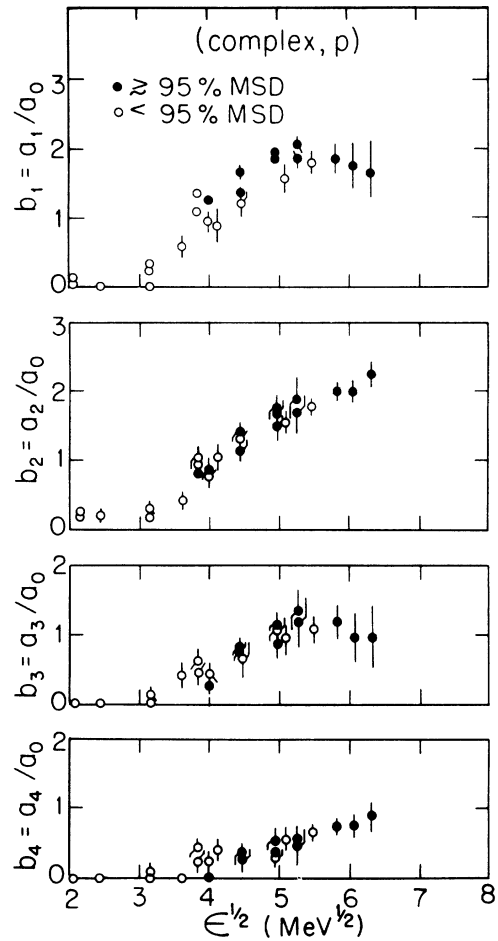 (complex, p)
● ≳ 95 % MSD
○ < 95 % MSD
b₁ = a₁/a₀
3
2
1
0
b₂ = a₂/a₀
3
2
1
0
b₃ = a₃/a₀
2
1
0
b₄ = a₄/a₀
2
1
0
2 3 4 5 6 7 8
ϵ^1/2 (MeV^1/2)